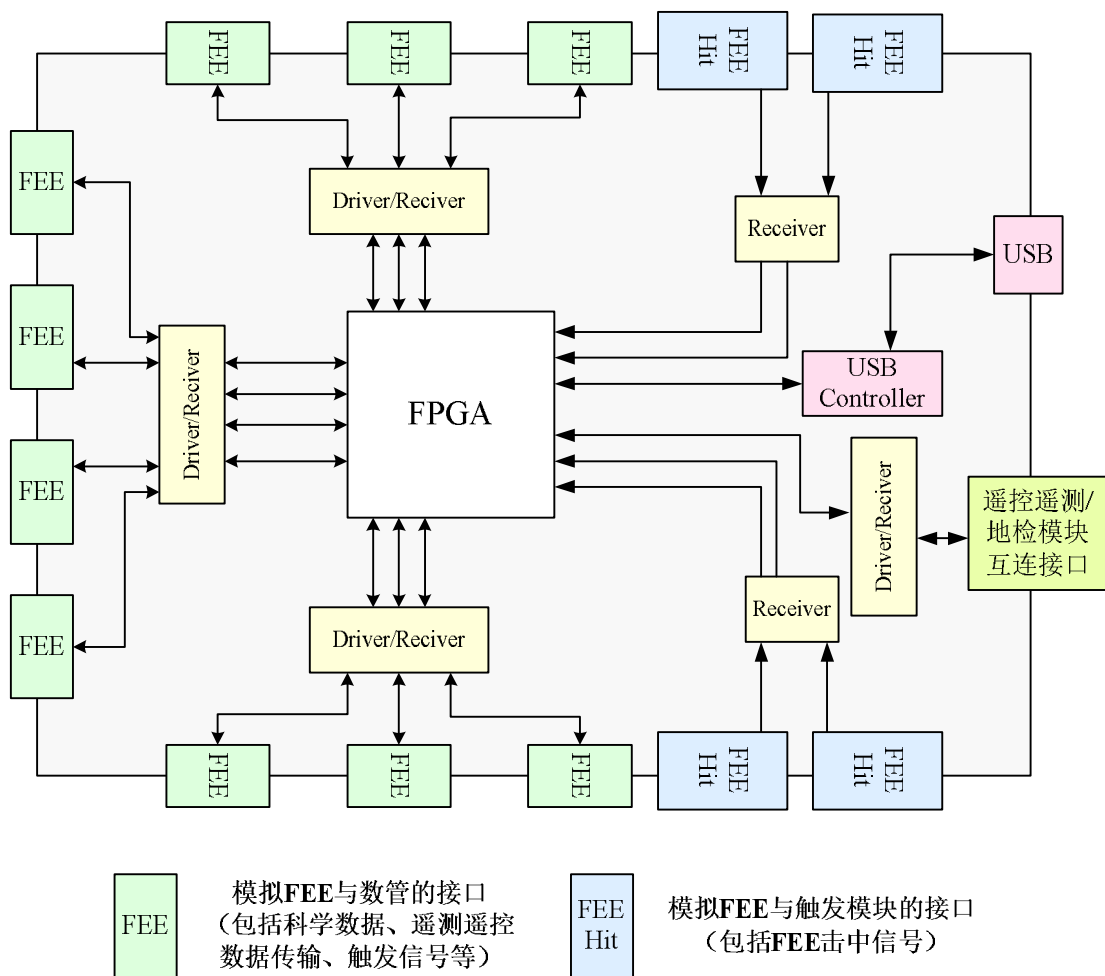 FEE
FEE
FEE
FEE
Hit
FEE
Hit
FEE
Driver/Reciver
Receiver
USB
FEE
Driver/Reciver
FPGA
USB
Controller
FEE
Driver/Reciver
遥控遥测/
地检模块
互连接口
FEE
Driver/Reciver
Receiver
FEE
FEE
FEE
FEE
Hit
FEE
Hit
FEE
模拟FEE与数管的接口
（包括科学数据、遥测遥控
数据传输、触发信号等）
FEE
Hit
模拟FEE与触发模块的接口
（包括FEE击中信号）